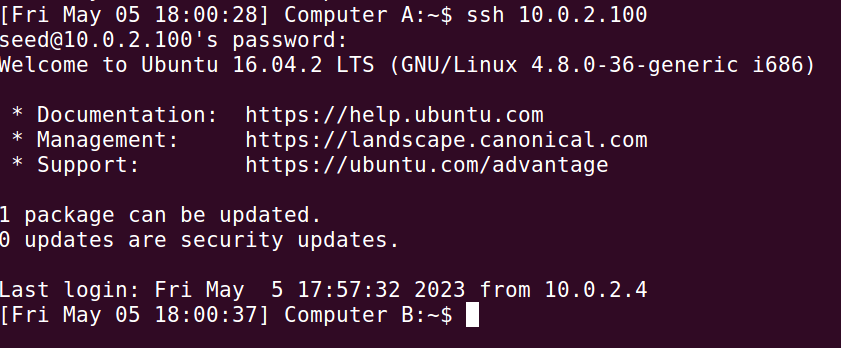 [Fri May 05 18:00:28] Computer A:~$ ssh 10.0.2.100
seed@10.0.2.100's password:
Welcome to Ubuntu 16.04.2 LTS (GNU/Linux 4.8.0-36-generic i686)

 * Documentation:  https://help.ubuntu.com
 * Management:     https://landscape.canonical.com
 * Support:        https://ubuntu.com/advantage

1 package can be updated.
0 updates are security updates.

Last login: Fri May  5 17:57:32 2023 from 10.0.2.4
[Fri May 05 18:00:37] Computer B:~$